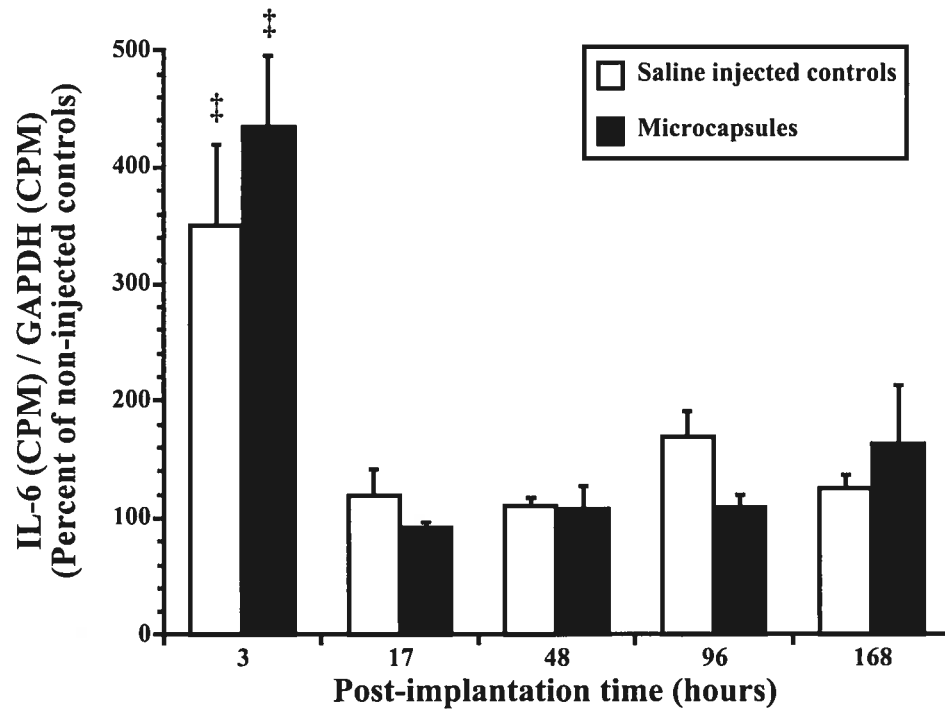 ‡
‡
500
400
300
200
100
0
IL-6 (CPM) / GAPDH (CPM)
(Percent of non-injected controls)
Saline injected controls
Microcapsules
3 17 48 96 168
Post-implantation time (hours)